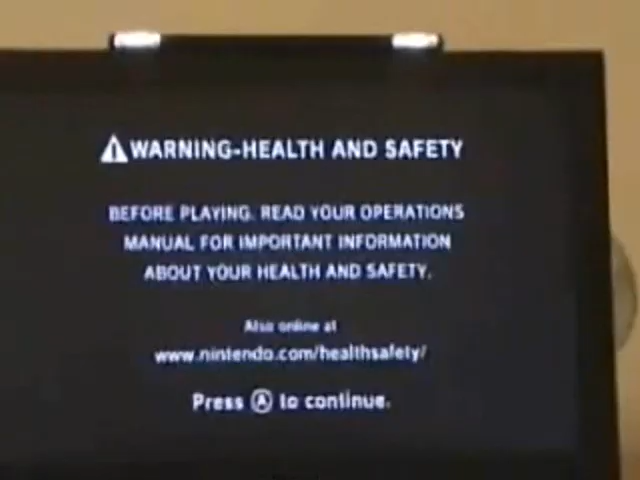 WARNING-HEALTH AND SAFETY
BEFORE PLAYING, READ YOUR OPERATIONS
MANUAL FOR IMPORTANT INFORMATION
ABOUT YOUR HEALTH AND SAFETY.
Also online at
www.nintendo.com/healthsafety/
Press A to continue.